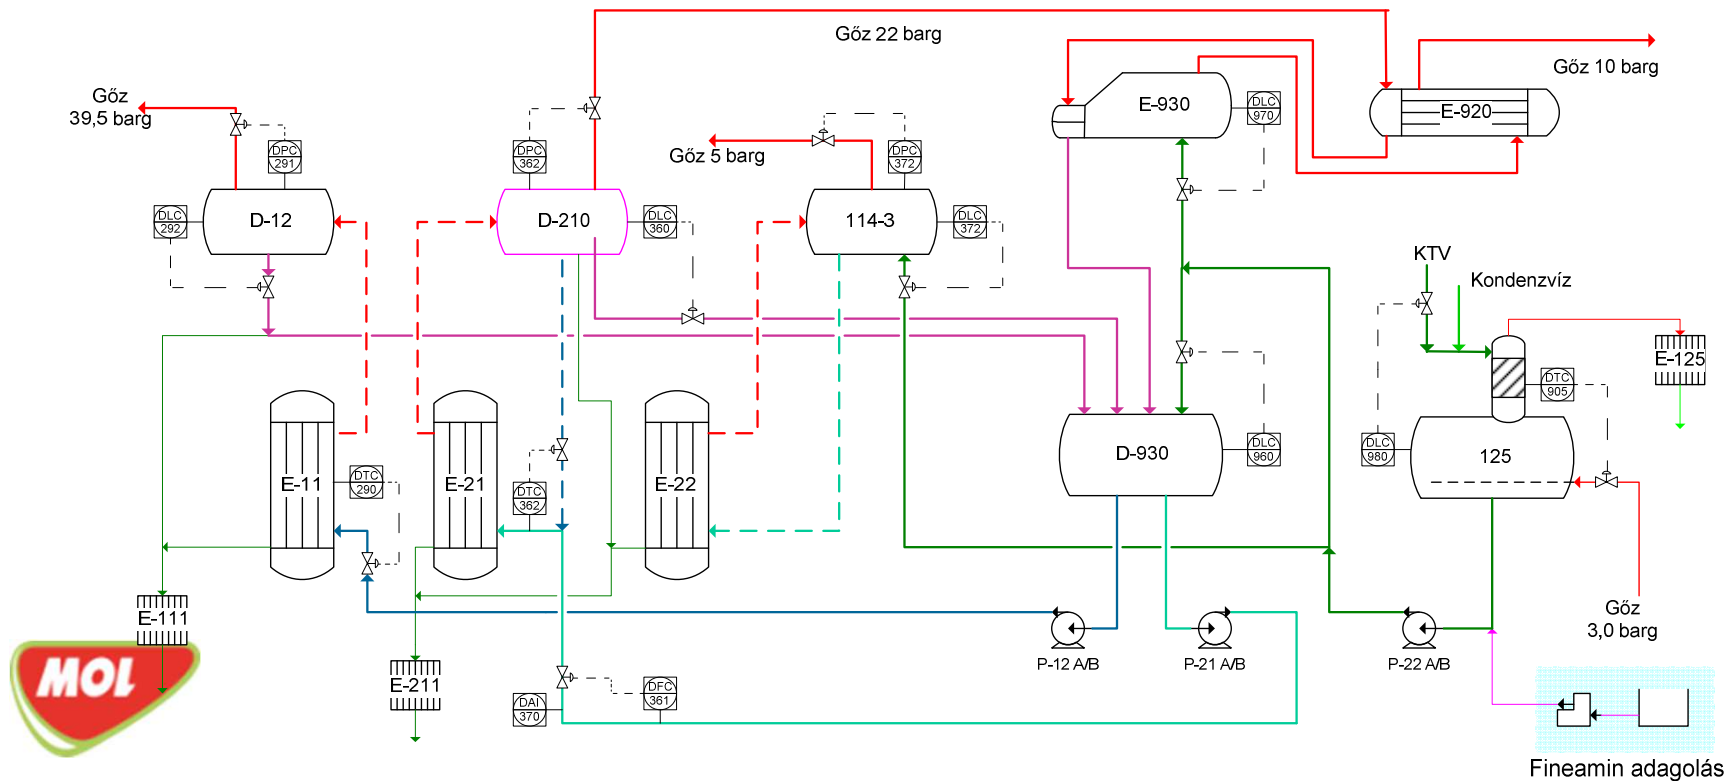 Gőz 22 barg
Gőz 10 barg
Gőz
39,5 barg
DPC
291
DPC
362
Gőz 5 barg
DPC
372
E-930
DLC
970
E-920
DLC
292
D-12
D-210
DLC
360
114-3
DLC
372
KTV
Kondenzvíz
E-125
DTC
905
E-11
DTC
290
E-21
DTC
362
E-22
D-930
DLC
960
DLC
980
125
E-111
Gőz
3,0 barg
P-12 A/B
P-21 A/B
P-22 A/B
MOL
E-211
DAI
370
DFC
361
Fineamin adagolás